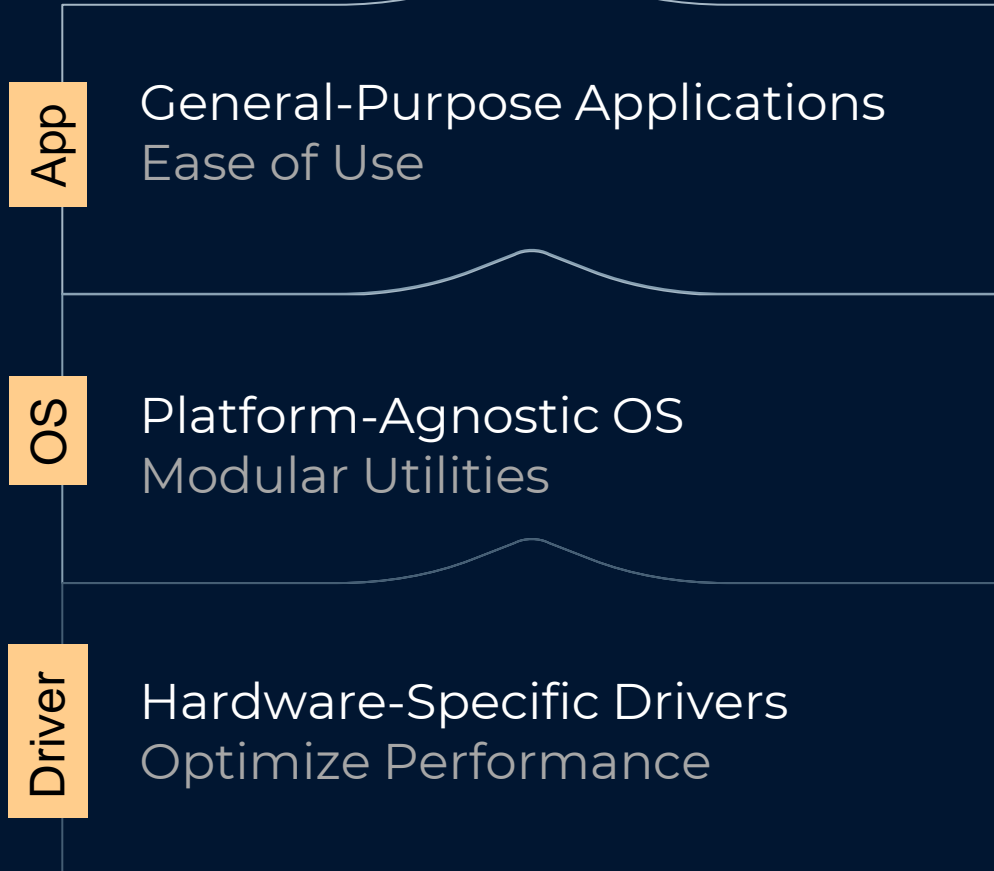 App
General-Purpose Applications
Ease of Use
OS
Platform-Agnostic OS
Modular Utilities
Driver
Hardware-Specific Drivers
Optimize Performance